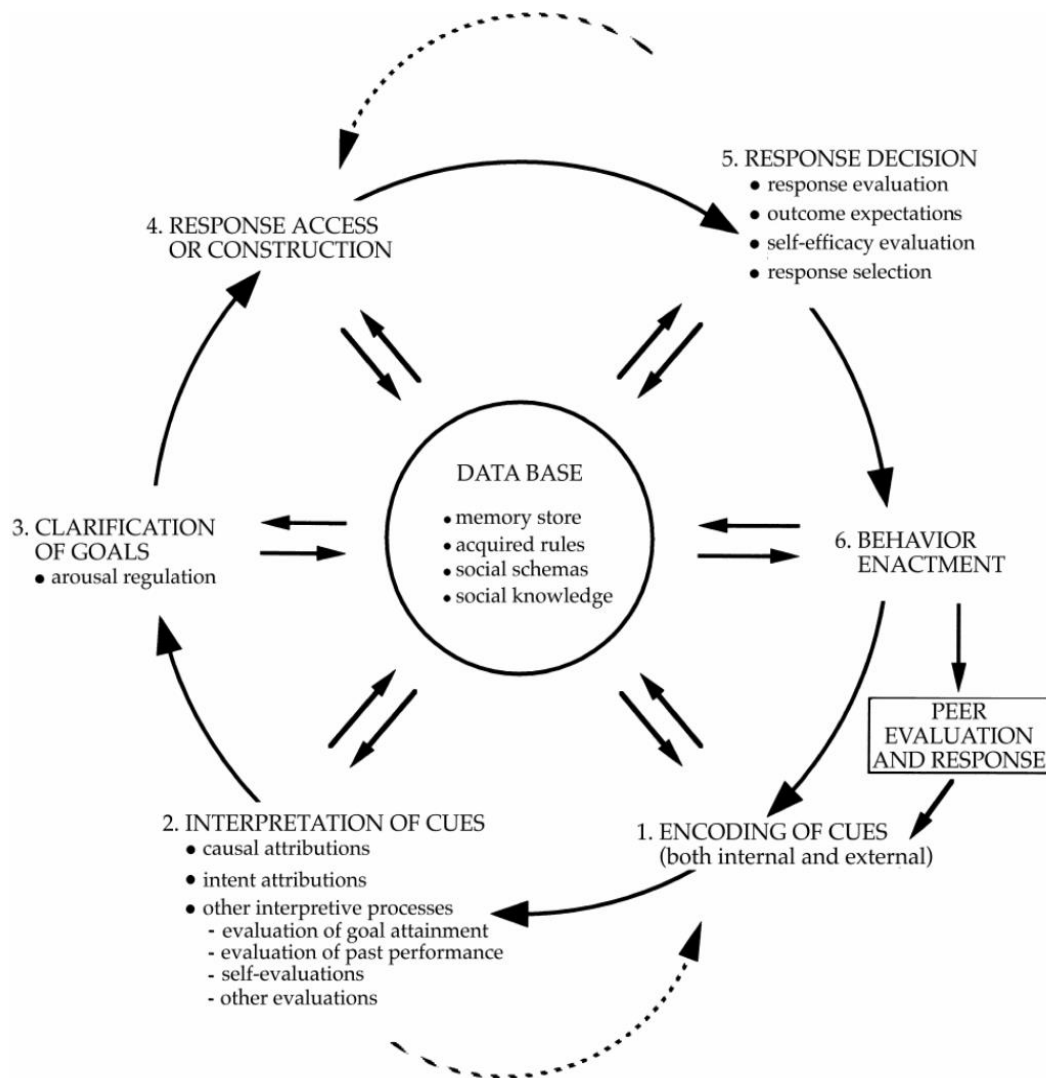 5. RESPONSE DECISION
• response evaluation
• outcome expectations
• self-efficacy evaluation
• response selection
4. RESPONSE ACCESS
OR CONSTRUCTION
DATA BASE
• memory store
• acquired rules
• social schemas
• social knowledge
3. CLARIFICATION
OF GOALS
• arousal regulation
6. BEHAVIOR
ENACTMENT
PEER
EVALUATION
AND RESPONSE
2. INTERPRETATION OF CUES
• causal attributions
• intent attributions
• other interpretive processes
- evaluation of goal attainment
- evaluation of past performance
- self-evaluations
- other evaluations
1. ENCODING OF CUES
(both internal and external)